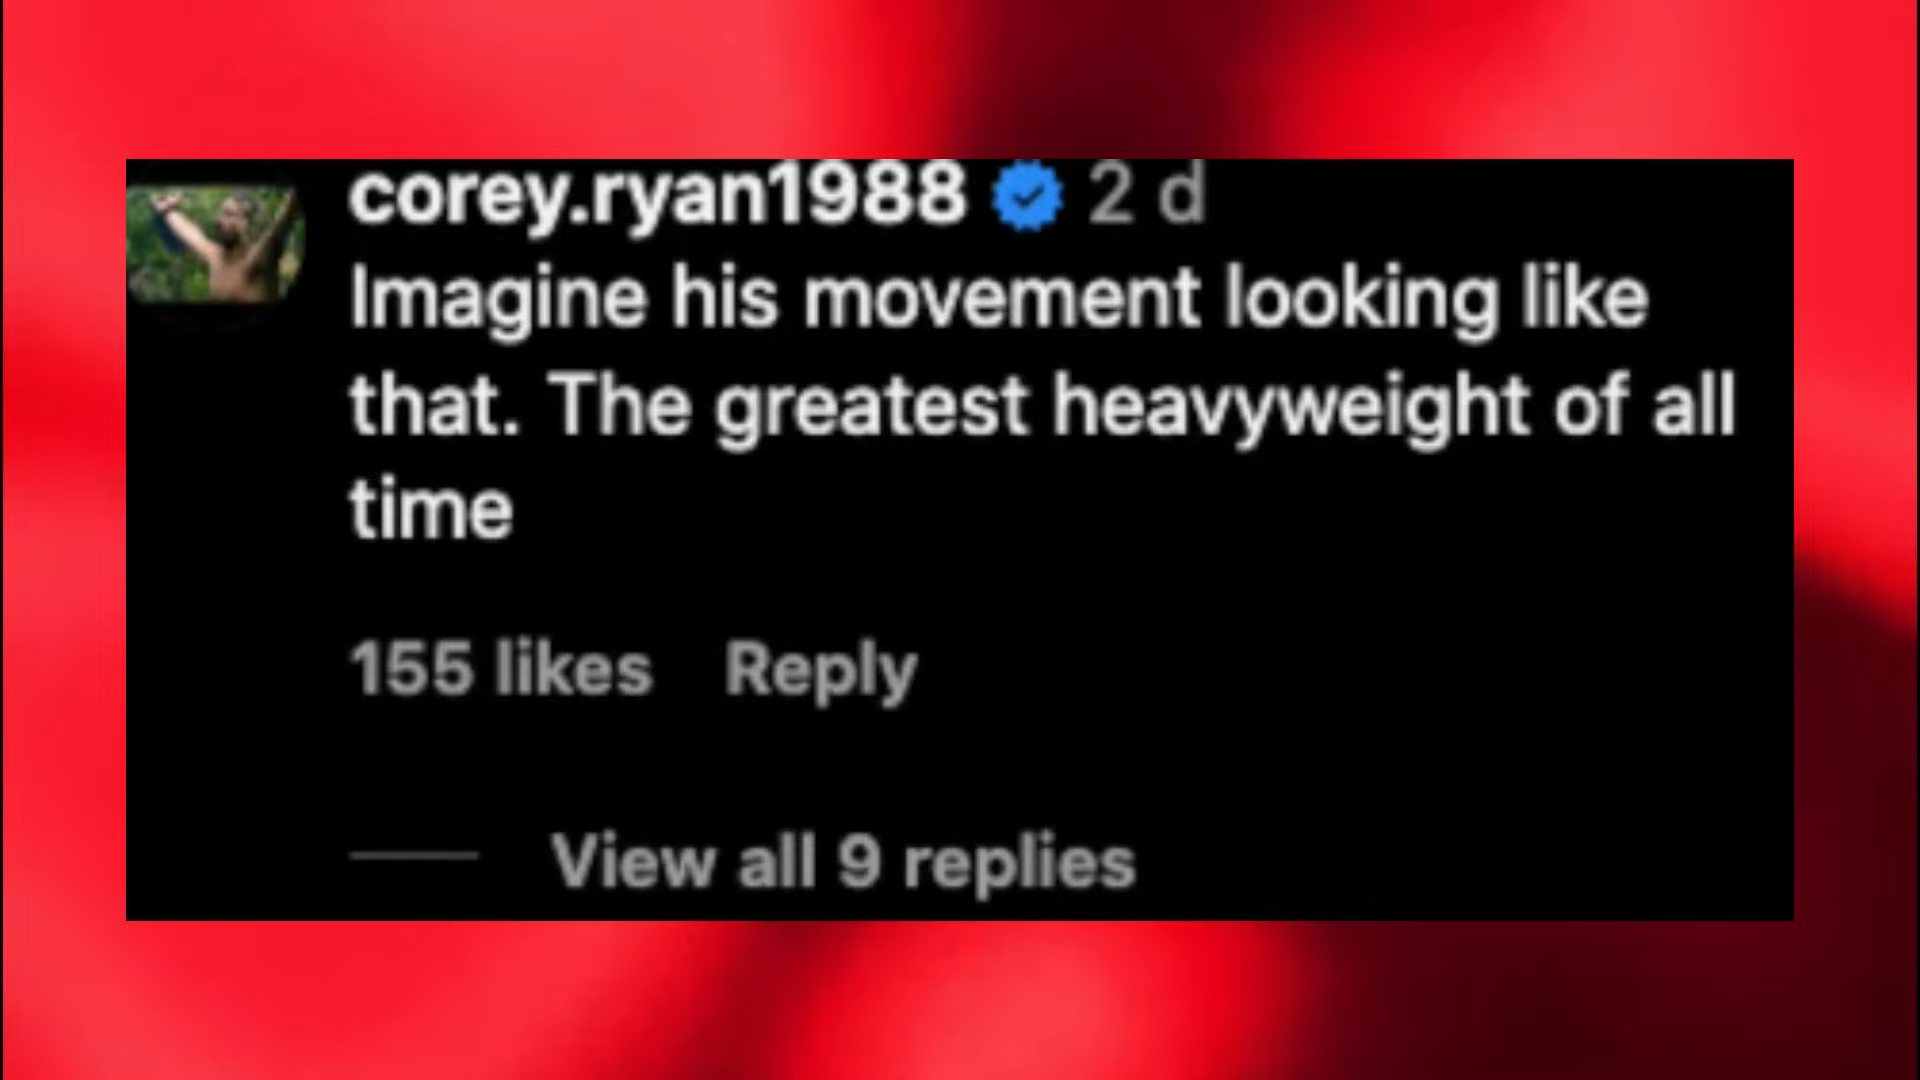 corey.ryan1988 2 d
Imagine his movement looking like
that. The greatest heavyweight of all
time
155 likes Reply
View all 9 replies